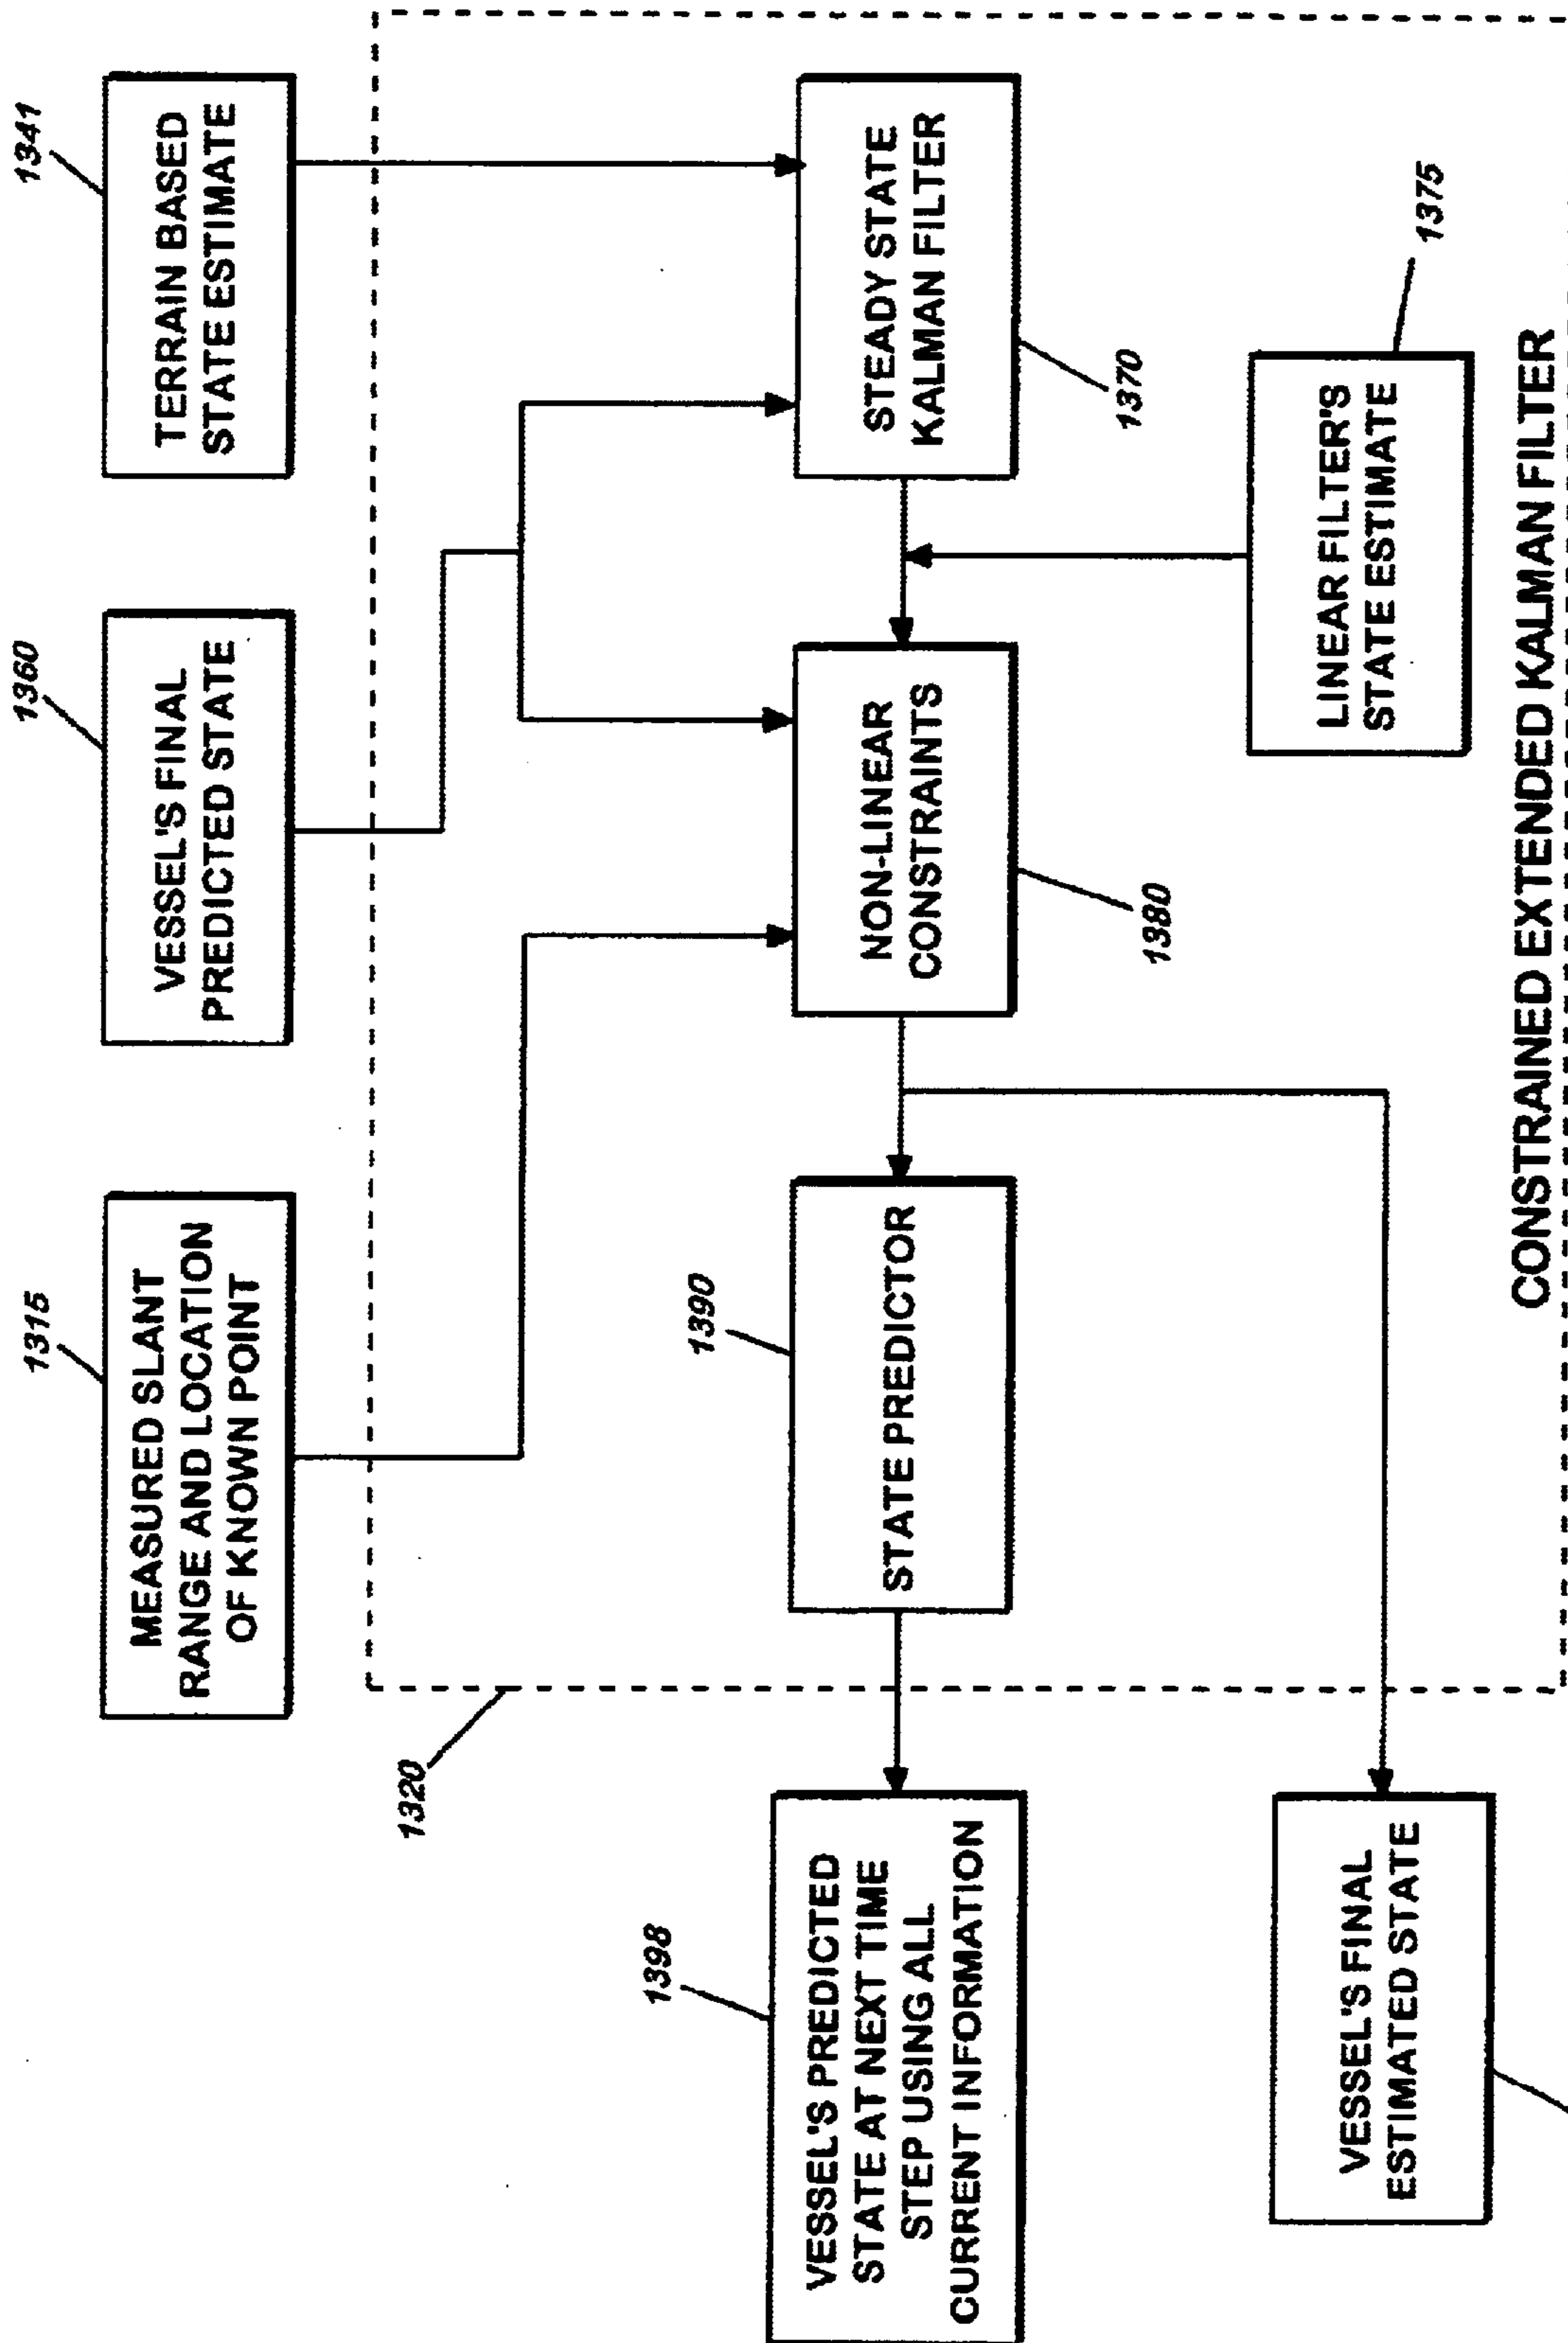 1315
MEASURED SLANT
RANGE AND LOCATION
OF KNOWN POINT
1360
VESSEL'S FINAL
PREDICTED STATE
1341
TERRAIN BASED
STATE ESTIMATE
1320
1398
VESSEL'S PREDICTED
STATE AT NEXT TIME
STEP USING ALL
CURRENT INFORMATION
1390
STATE PREDICTOR
NON-LINEAR
CONSTRAINTS
1380
STEADY STATE
KALMAN FILTER
1370
VESSEL'S FINAL
ESTIMATED STATE
LINEAR FILTER'S
STATE ESTIMATE
1375
CONSTRAINED EXTENDED KALMAN FILTER